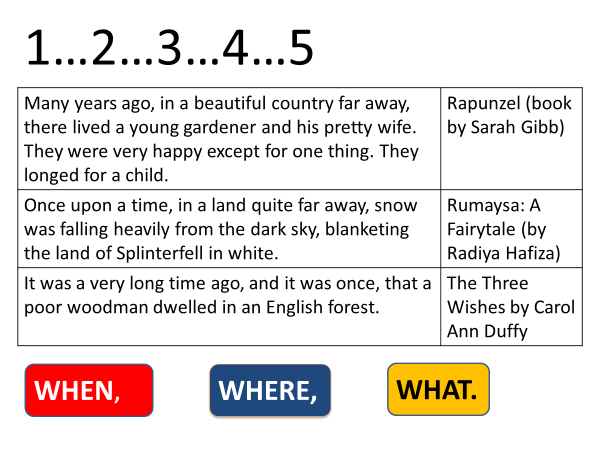 1…2…3…4…5
Many years ago, in a beautiful country far away,
there lived a young gardener and his pretty wife.
They were very happy except for one thing. They
longed for a child.
Rapunzel (book
by Sarah Gibb)
Once upon a time, in a land quite far away, snow
was falling heavily from the dark sky, blanketing
the land of Splinterfell in white.
Rumaysa: A
Fairytale (by
Radiya Hafiza)
It was a very long time ago, and it was once, that a
poor woodman dwelled in an English forest.
The Three
Wishes by Carol
Ann Duffy
WHEN,
WHERE,
WHAT.